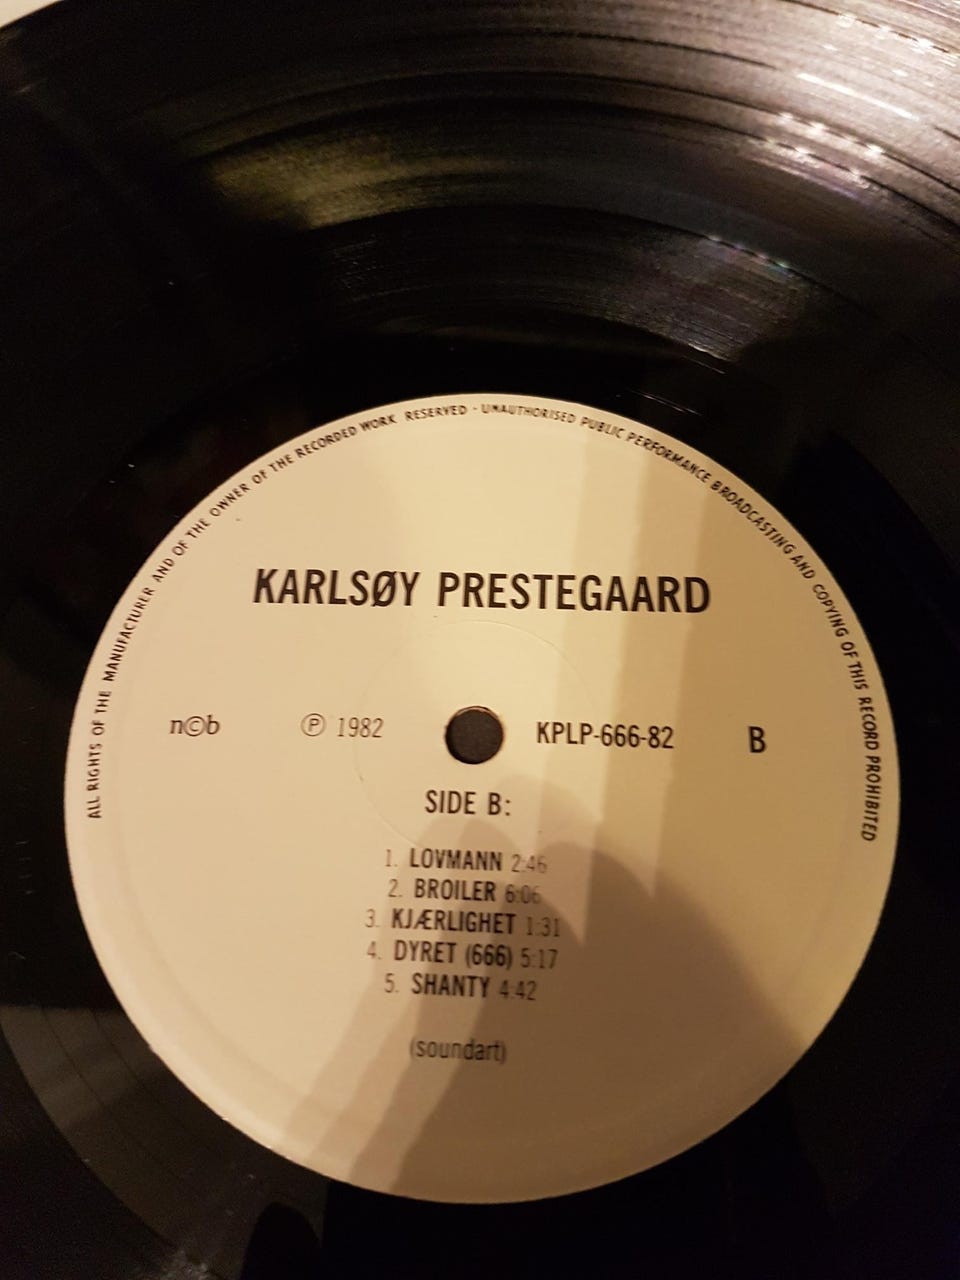 ALL RIGHTS OF THE MANUFACTURER AND OF THE OWNER OF THE RECORDED WORK RESERVED - UNAUTHORISED PUBLIC PERFORMANCE BROADCASTING AND COPYING OF THIS RECORD PROHIBITED
KARLSØY PRESTEGAARD
n©b ℗ 1982 KPLP-666-82 B
SIDE B:
1. LOVMANN 2:46
2. BROILER 6:06
3. KJÆRLIGHET 1:31
4. DYRET (666) 5:17
5. SHANTY 4:42
(soundart)